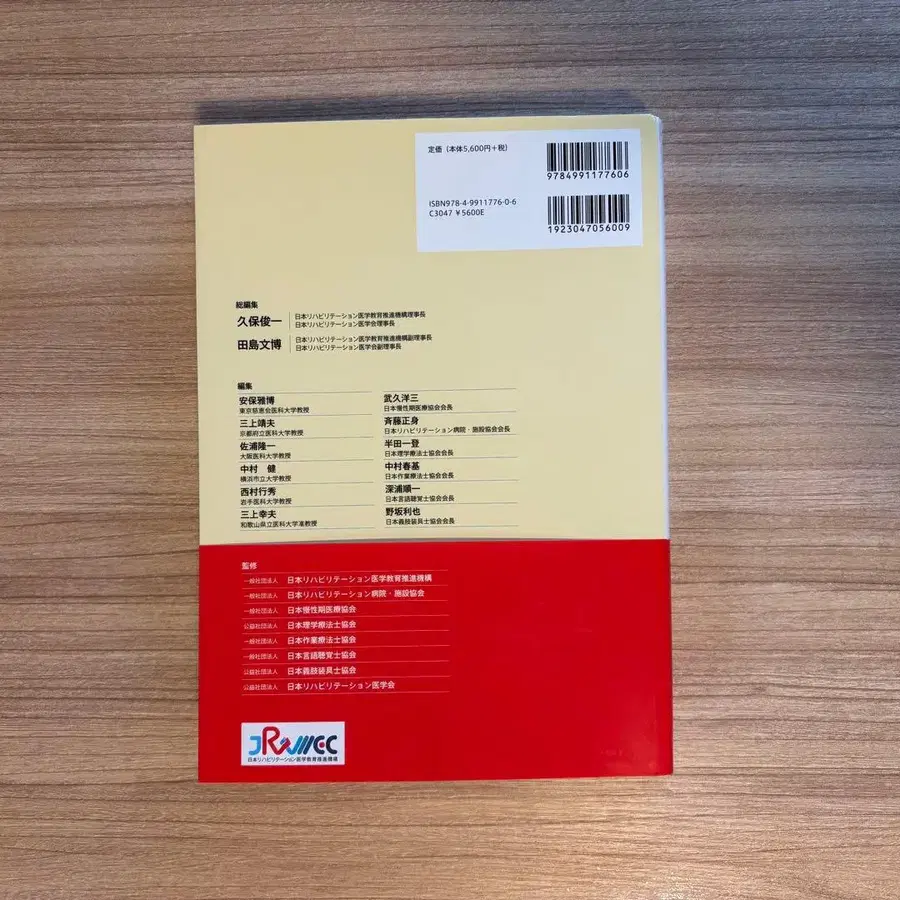 定価（本体5,600円+税）
9784991177606
ISBN978-4-9911776-0-6
C3047 ¥5600E
1923047056009
総編集
久保俊一
日本リハビリテーション医学教育推進機構理事長
日本リハビリテーション医学会理事長
田島文博
日本リハビリテーション医学教育推進機構副理事長
日本リハビリテーション医学会副理事長
編集
安保雅博
東京慈恵会医科大学教授
三上靖夫
京都府立医科大学教授
佐浦隆一
大阪医科大学教授
中村　健
横浜市立大学教授
西村行秀
岩手医科大学教授
三上幸夫
和歌山県立医科大学准教授
武久洋三
日本慢性期医療協会会長
斉藤正身
日本リハビリテーション病院・施設協会会長
半田一登
日本理学療法士協会会長
中村春基
日本作業療法士協会会長
深浦順一
日本言語聴覚士協会会長
野坂利也
日本義肢装具士協会会長
監修
一般社団法人　日本リハビリテーション医学教育推進機構
一般社団法人　日本リハビリテーション病院・施設協会
一般社団法人　日本慢性期医療協会
公益社団法人　日本理学療法士協会
一般社団法人　日本作業療法士協会
一般社団法人　日本言語聴覚士協会
公益社団法人　日本義肢装具士協会
公益社団法人　日本リハビリテーション医学会
JRMEC
日本リハビリテーション医学教育推進機構